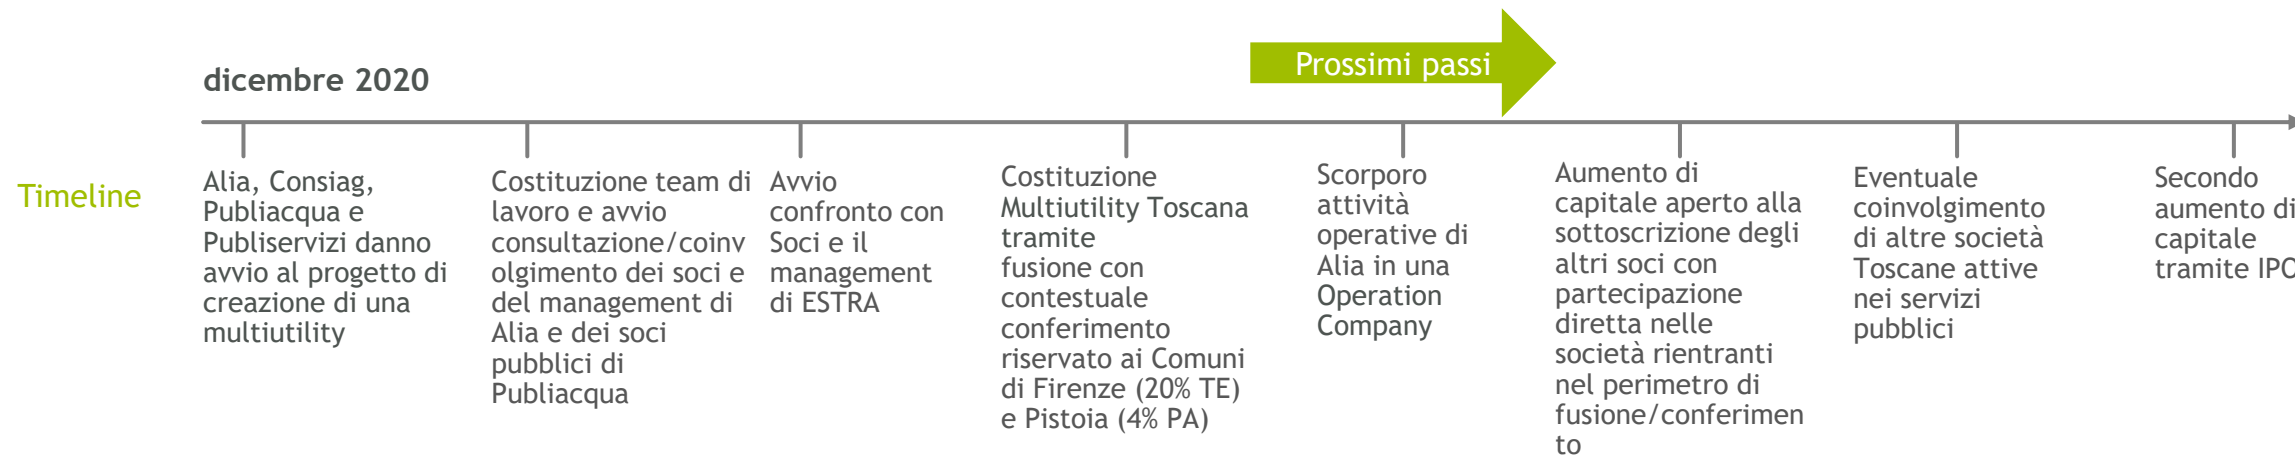 Prossimi passi
dicembre 2020
Timeline
Alia, Consiag,
Publiacqua e
Publiservizi danno
avvio al progetto di
creazione di una
multiutility
Costituzione team di
lavoro e avvio
consultazione/coinv
olgimento dei soci e
del management di
Alia e dei soci
pubblici di
Publiacqua
Avvio
confronto con
Soci e il
management
di ESTRA
Costituzione
Multiutility Toscana
tramite
fusione con
contestuale
conferimento
riservato ai Comuni
di Firenze (20% TE)
e Pistoia (4% PA)
Scorporo
attività
operative di
Alia in una
Operation
Company
Aumento di
capitale aperto alla
sottoscrizione degli
altri soci con
partecipazione
diretta nelle
società rientranti
nel perimetro di
fusione/conferimen
to
Eventuale
coinvolgimento
di altre società
Toscane attive
nei servizi
pubblici
Secondo
aumento di
capitale
tramite IPO